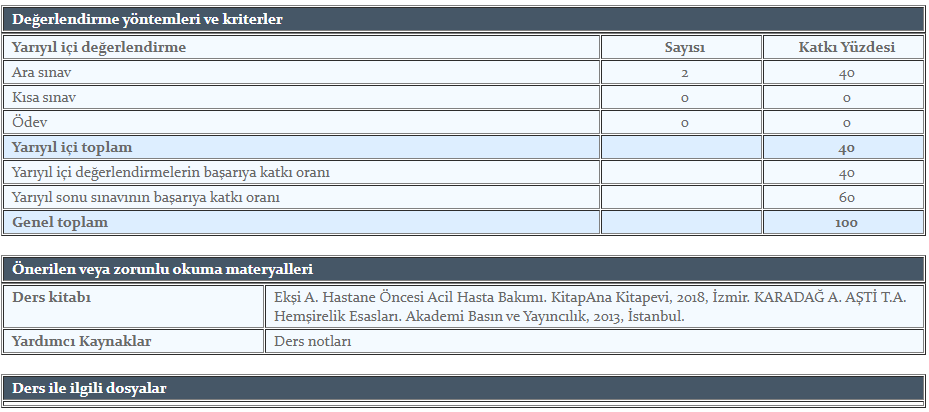 Değerlendirme yöntemleri ve kriterler
Yarıyıl içi değerlendirme Sayısı Katkı Yüzdesi
Ara sınav 2 40
Kısa sınav 0 0
Ödev 0 0
Yarıyıl içi toplam 40
Yarıyıl içi değerlendirmelerin başarıya katkı oranı 40
Yarıyıl sonu sınavının başarıya katkı oranı 60
Genel toplam 100
Önerilen veya zorunlu okuma materyalleri
Ders kitabı Ekşi A. Hastane Öncesi Acil Hasta Bakımı. KitapAna Kitapevi, 2018, İzmir. KARADAĞ A. AŞTİ T.A.
Hemşirelik Esasları. Akademi Basın ve Yayıncılık, 2013, İstanbul.
Yardımcı Kaynaklar Ders notları
Ders ile ilgili dosyalar